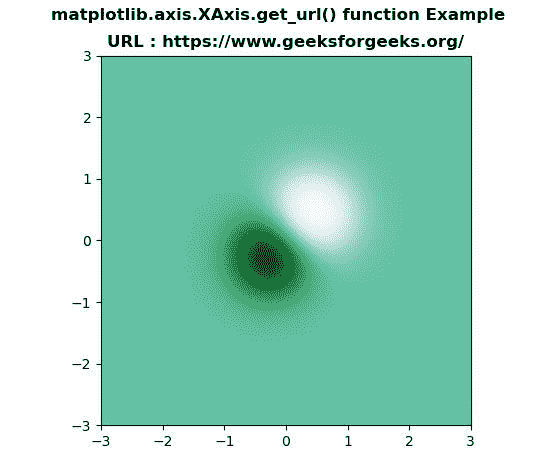 matplotlib.axis.XAxis.get_url() function Example
URL : https://www.geeksforgeeks.org/
3
2
1
0
−1
−2
−3
−3 −2 −1 0 1 2 3